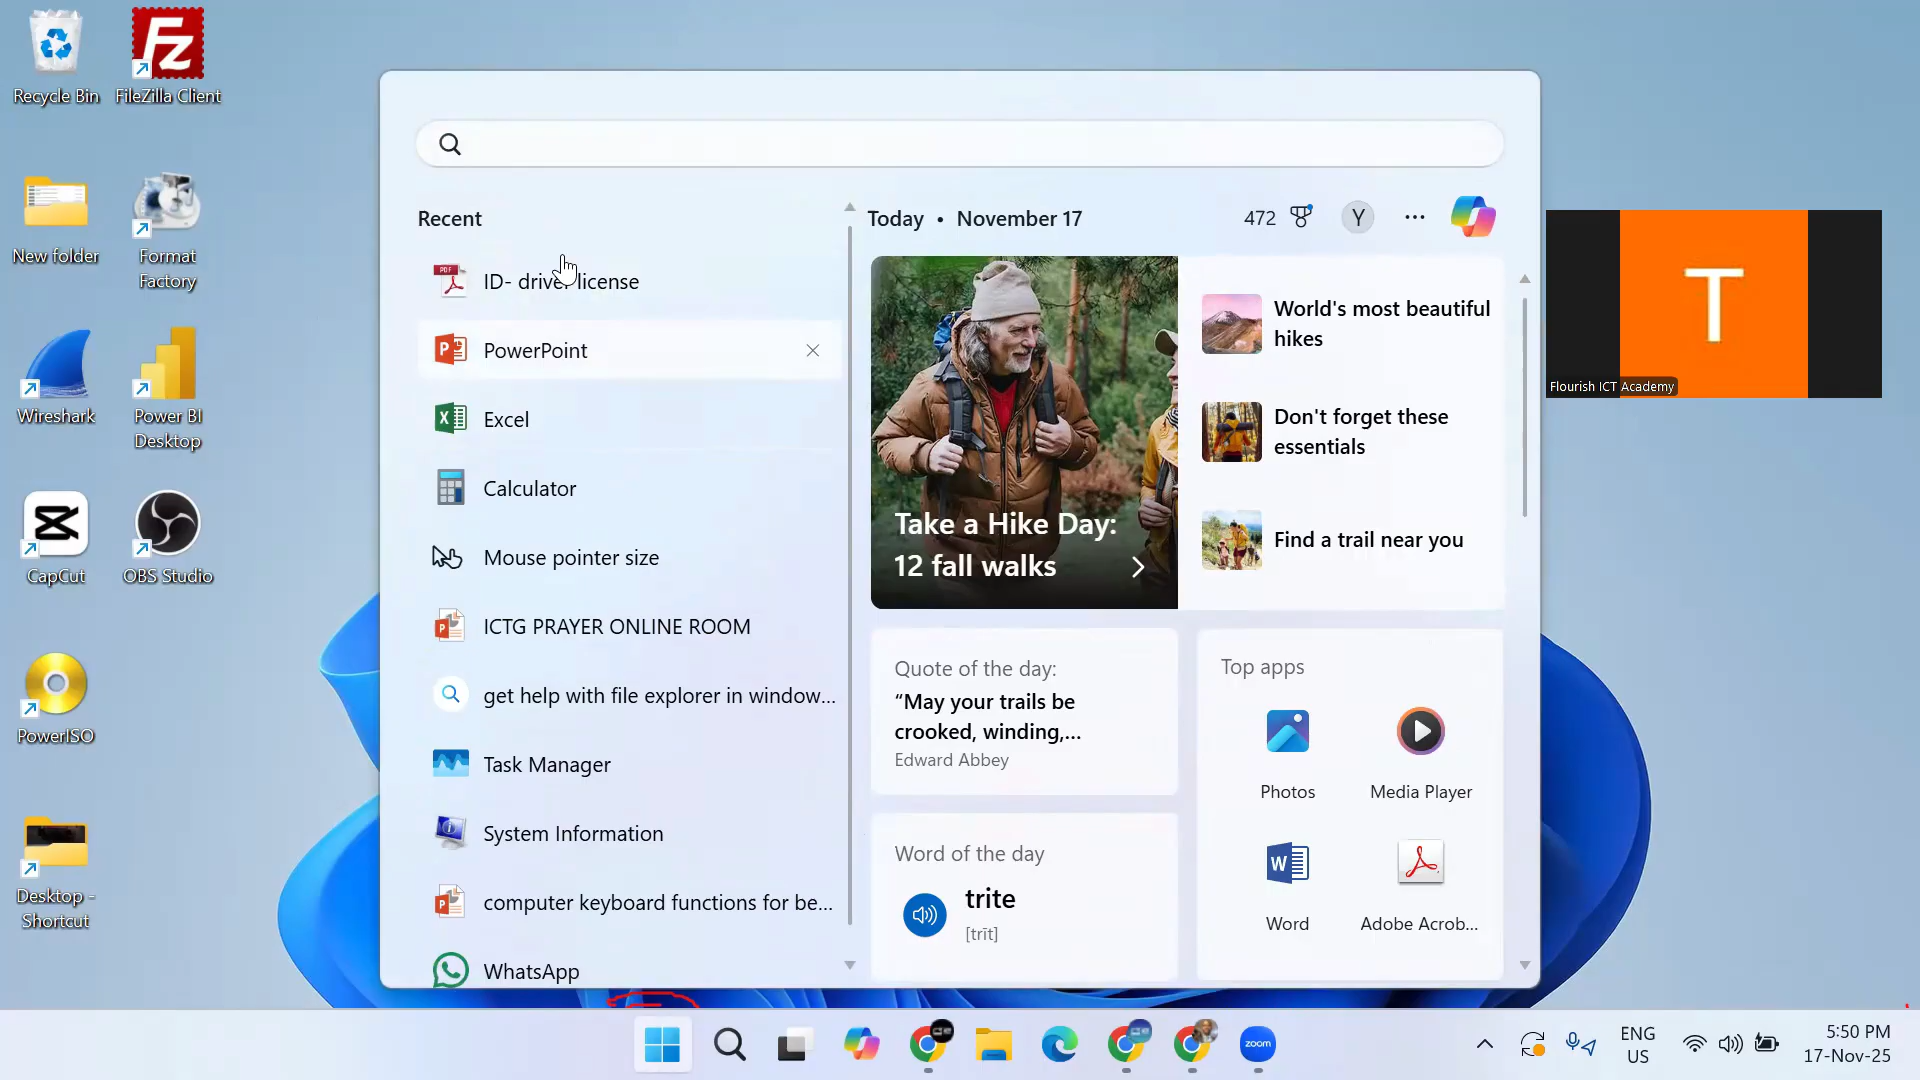 Recycle Bin
FileZilla Client
New folder
Format
Factory
Wireshark
Power BI
Desktop
CapCut
OBS Studio
PowerISO
Desktop -
Shortcut
Recent
PDF
ID- driver license
PowerPoint
Excel
Calculator
Mouse pointer size
ICTG PRAYER ONLINE ROOM
get help with file explorer in window...
Task Manager
System Information
computer keyboard functions for be...
WhatsApp
Today • November 17
472
Y
...
Take a Hike Day:
12 fall walks
World's most beautiful
hikes
Don't forget these
essentials
Find a trail near you
Quote of the day:
“May your trails be
crooked, winding,...
Edward Abbey
Word of the day
trite
[trīt]
Top apps
Photos
Media Player
Word
Adobe Acrob...
T
Flourish ICT Academy
zoom
ENG
US
5:50 PM
17-Nov-25